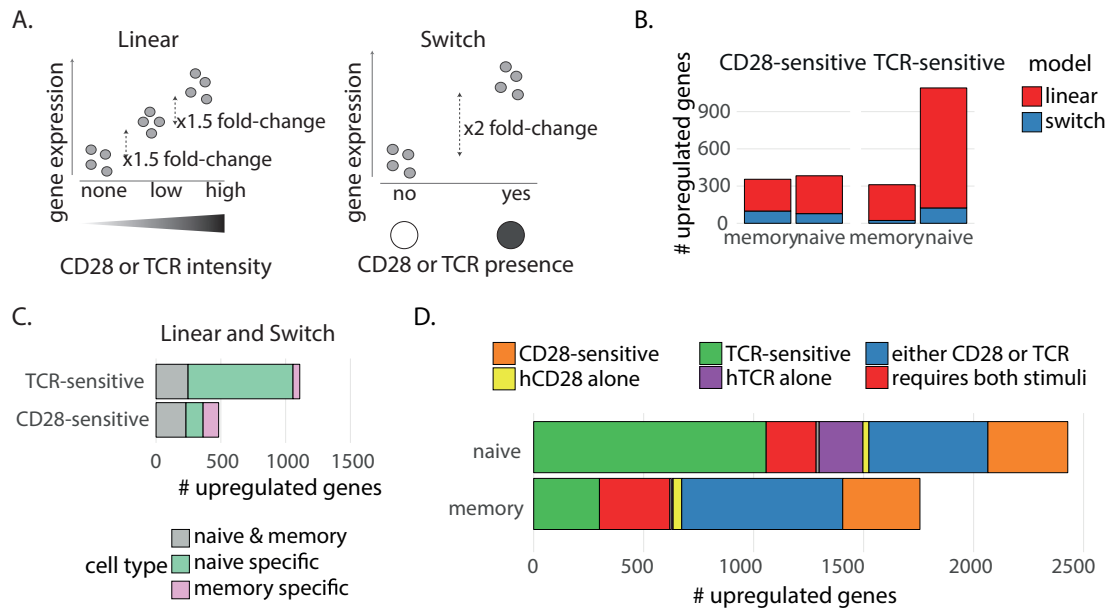 A.
Linear
gene expression
x1.5 fold-change
x1.5 fold-change
none low high
CD28 or TCR intensity
Switch
gene expression
x2 fold-change
no yes
CD28 or TCR presence
B.
CD28-sensitive TCR-sensitive
# upregulated genes
900
600
300
0
memory naive memory naive
model
linear
switch
C.
Linear and Switch
TCR-sensitive
CD28-sensitive
0 500 1000 1500
# upregulated genes
cell type
naive & memory
naive specific
memory specific
D.
CD28-sensitive TCR-sensitive either CD28 or TCR
hCD28 alone hTCR alone requires both stimuli
naive
memory
0 500 1000 1500 2000 2500
# upregulated genes